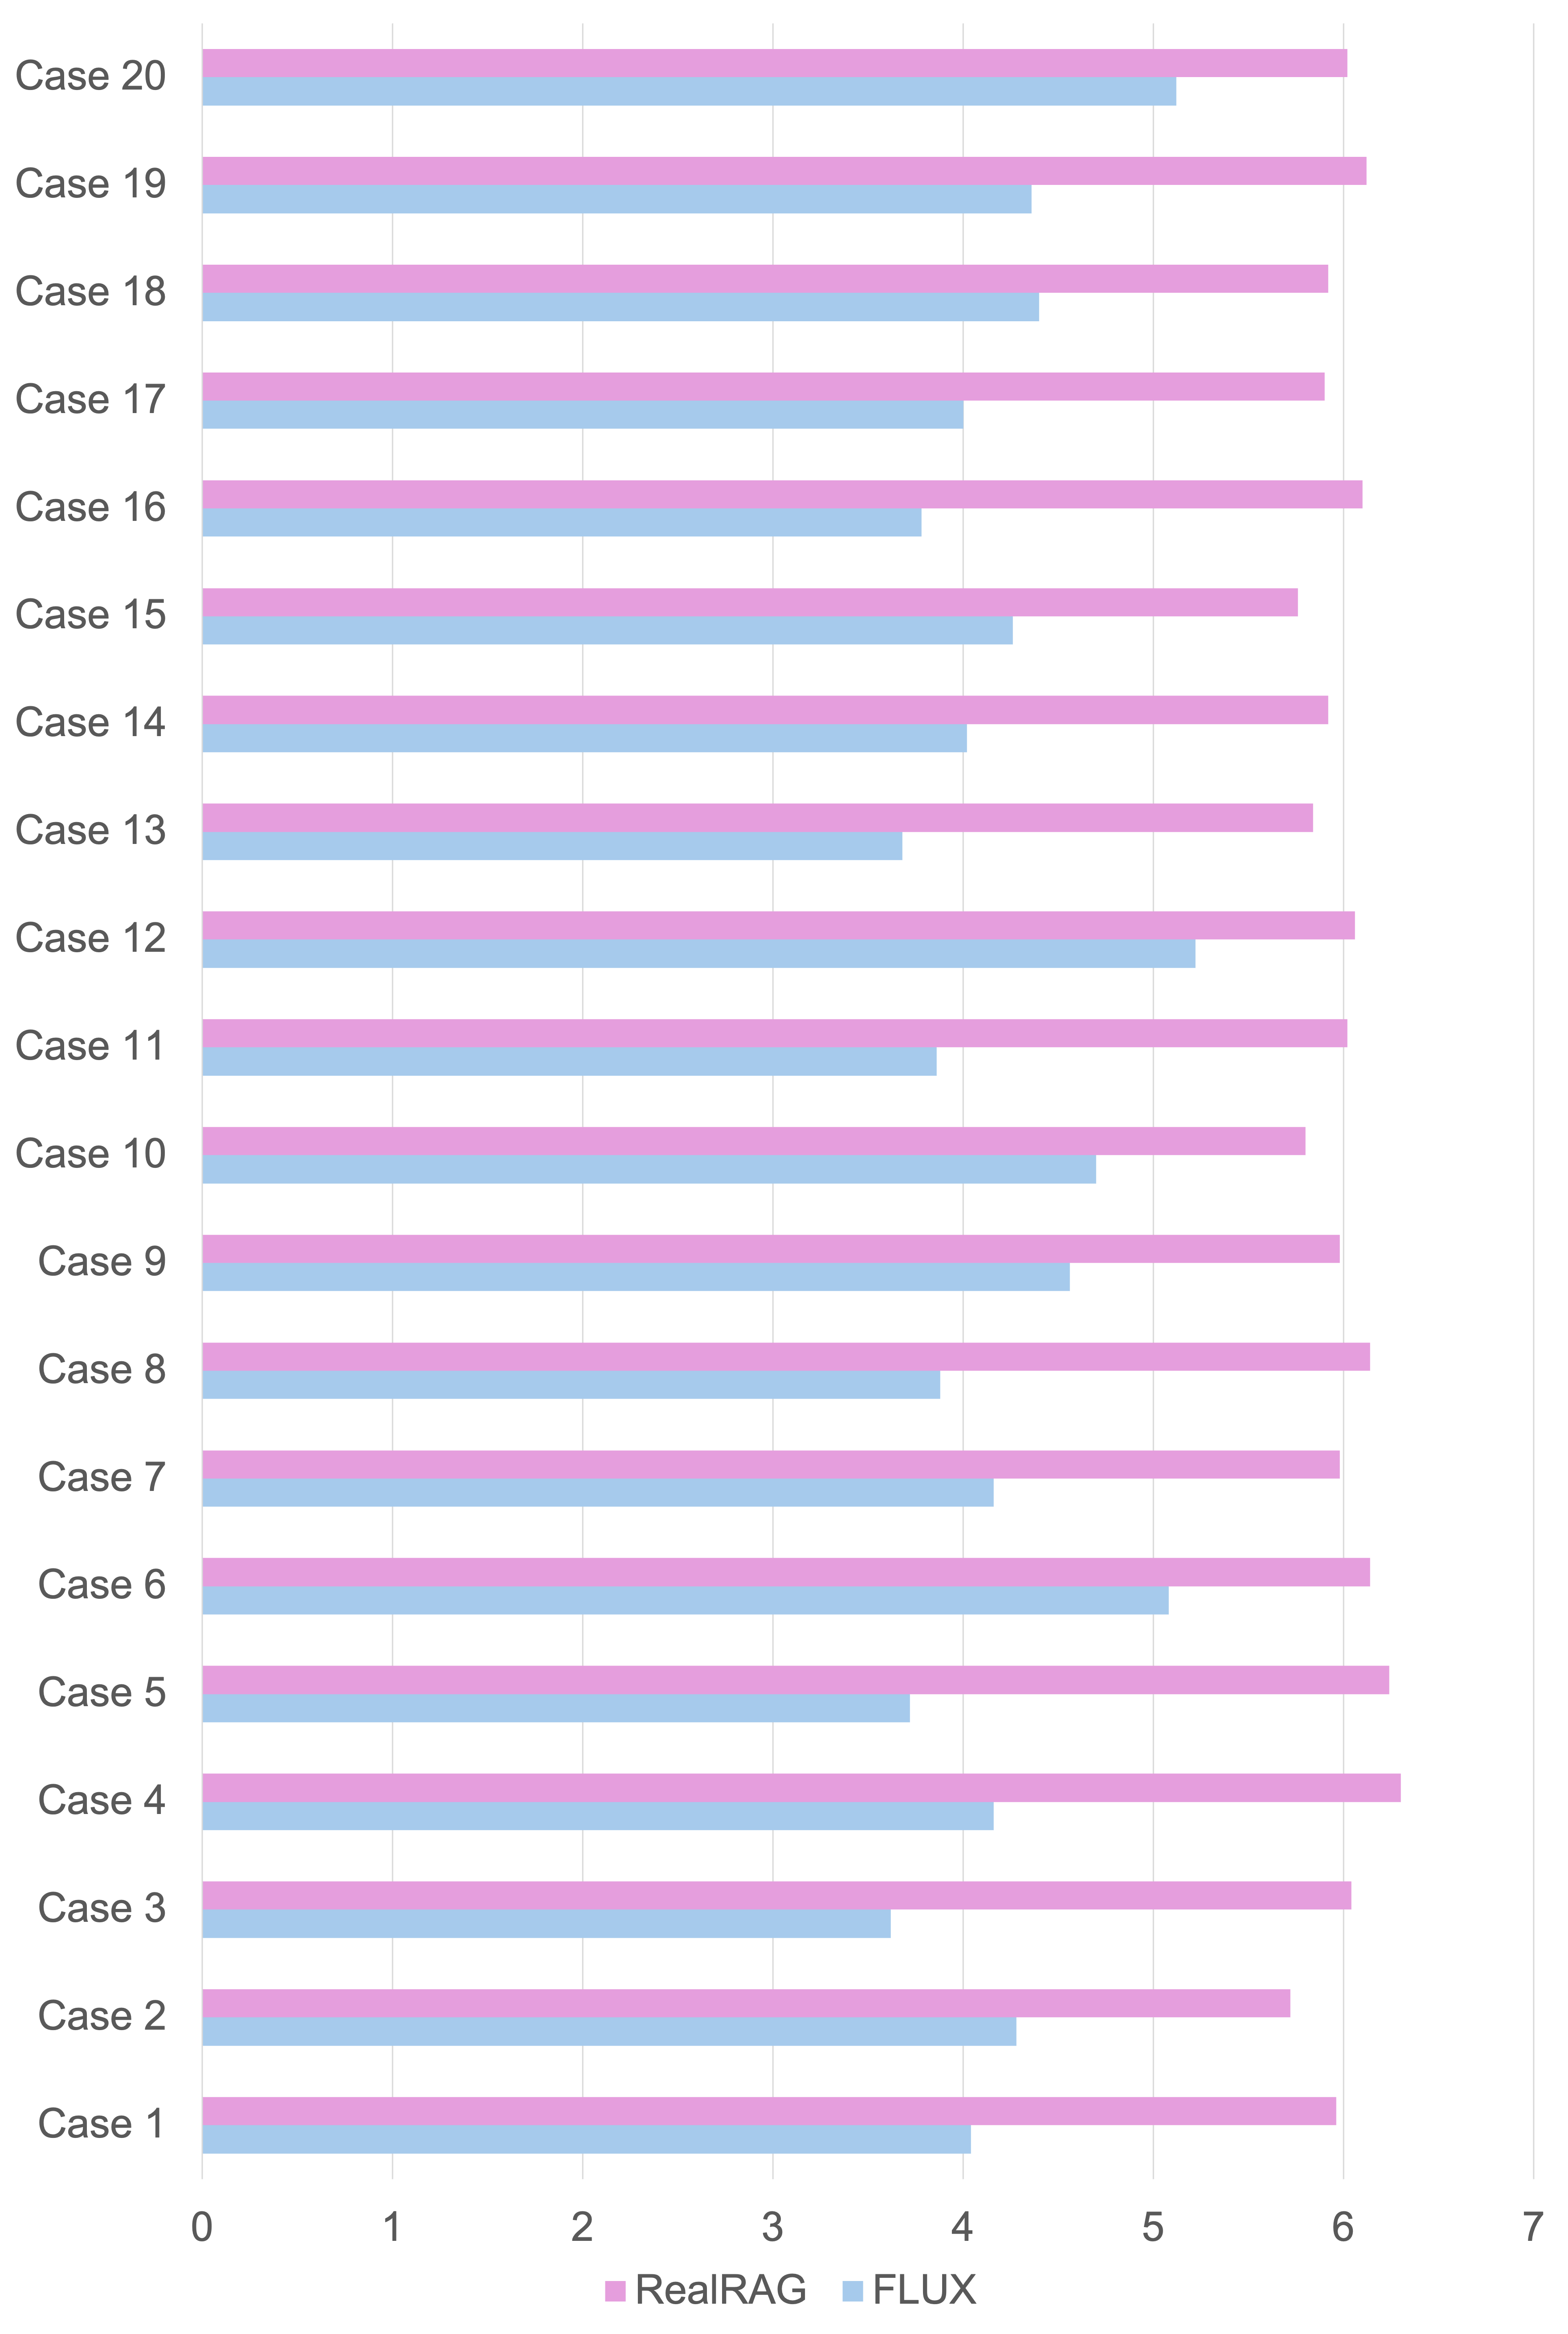 Case 20
Case 19
Case 18
Case 17
Case 16
Case 15
Case 14
Case 13
Case 12
Case 11
Case 10
Case 9
Case 8
Case 7
Case 6
Case 5
Case 4
Case 3
Case 2
Case 1
0 1 2 3 4 5 6 7
RealRAG FLUX